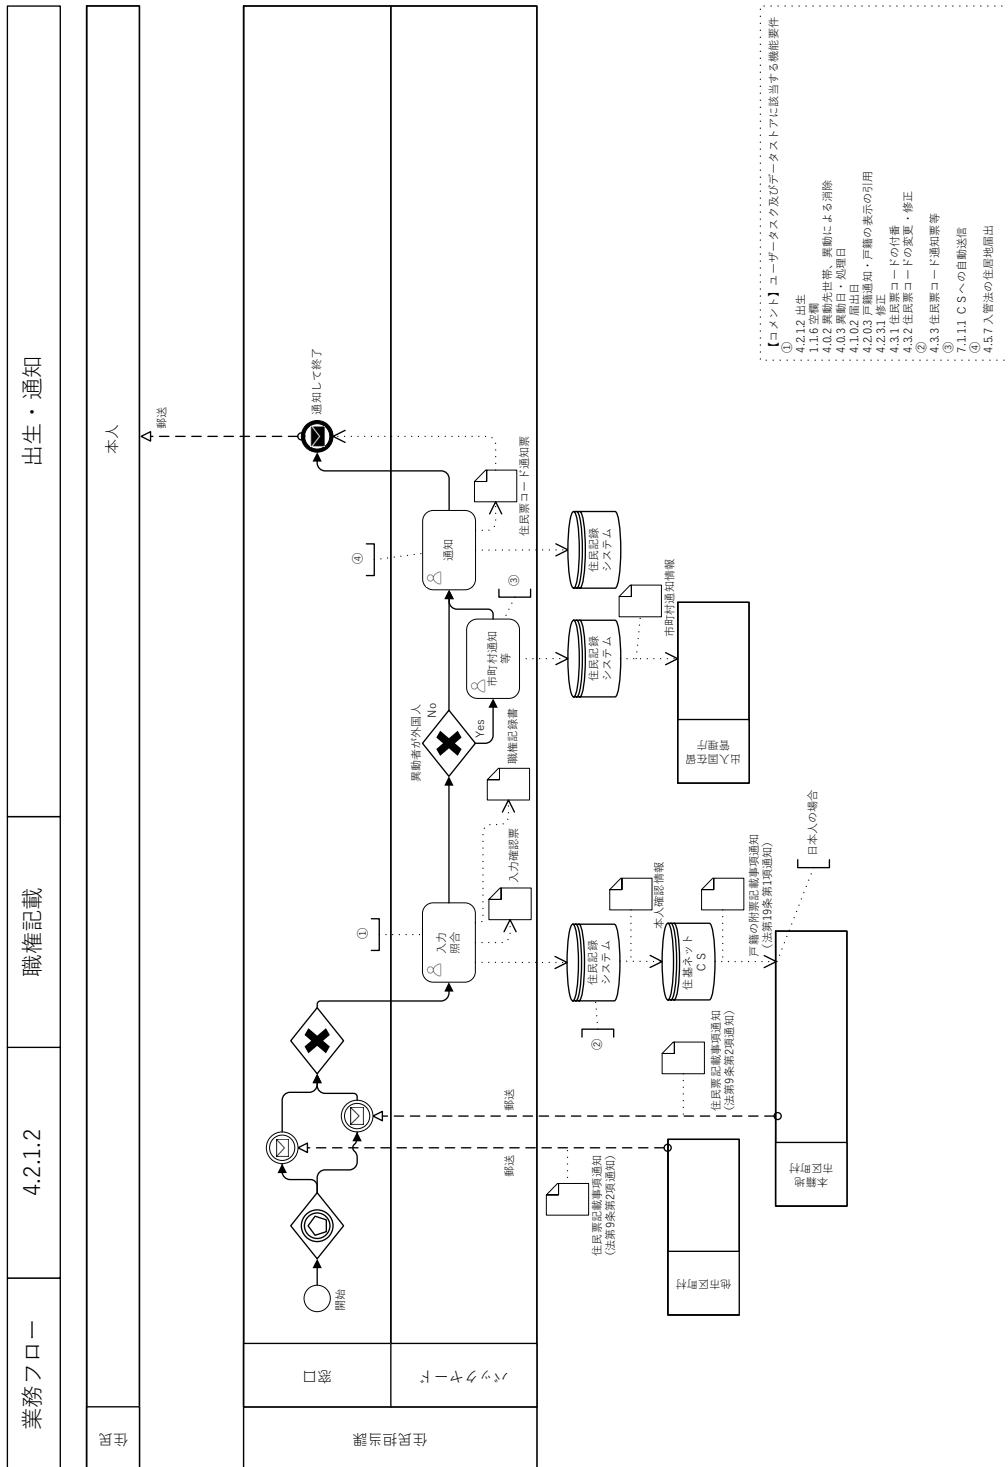 業務フロー
4.2.1.2
職権記載
出生・通知
住民
本人
郵送
住民担当課
窓口
バックヤード
開始
通知して終了
入力
照合
①
異動者が外国人
No
Yes
市町村通知
等
③
通知
④
住民票コード通知票
入力確認票
職権記録書
住民記録
システム
②
本人確認情報
住基ネット
CS
戸籍の附票記載事項通知
（法第19条第1項通知）
日本人の場合
住民記録
システム
市町村通知情報
出入国在留
管理庁
住民記録
システム
郵送
住民票記載事項通知
（法第9条第2項通知）
他市区町村
郵送
住民票記載事項通知
（法第9条第2項通知）
本籍地
市区町村
【コメント】ユーザータスク及びデータストアに該当する機能要件
①
4.2.1.2 出生
1.1.6 空欄
4.0.2 異動先世帯、異動による消除
4.0.3 異動日・処理日
4.1.0.2 届出日
4.2.0.3 戸籍通知・戸籍の表示の引用
4.2.3.1 修正
4.3.1 住民票コードの付番
4.3.2 住民票コードの変更・修正
②
4.3.3 住民票コード通知票等
③
7.1.1.1 ＣＳへの自動送信
④
4.5.7 入管法の住居地届出